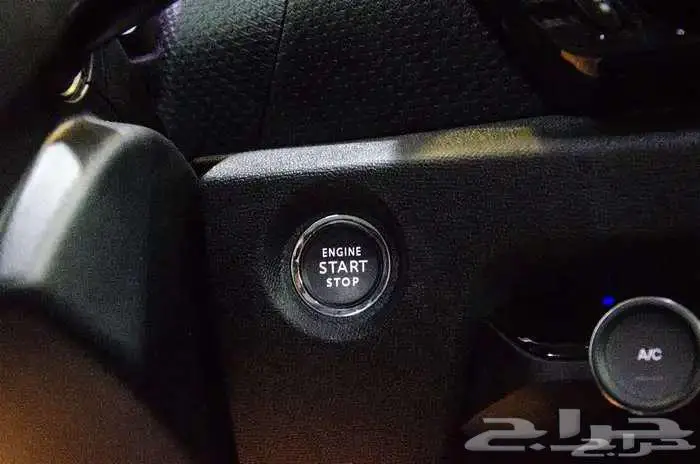 ENGINE
START
STOP
A/C
حراج